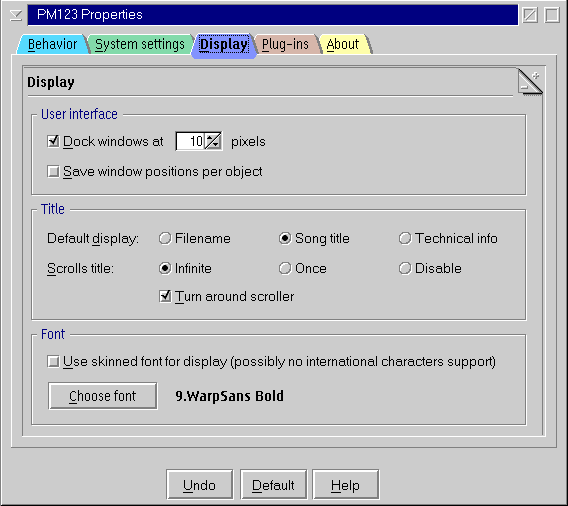 PM123 Properties
Behavior System settings Display Plug-ins About
Display
User interface
Dock windows at 10 pixels
Save window positions per object
Title
Default display: Filename Song title Technical info
Scrolls title: Infinite Once Disable
Turn around scroller
Font
Use skinned font for display (possibly no international characters support)
Choose font 9.WarpSans Bold
Undo Default Help